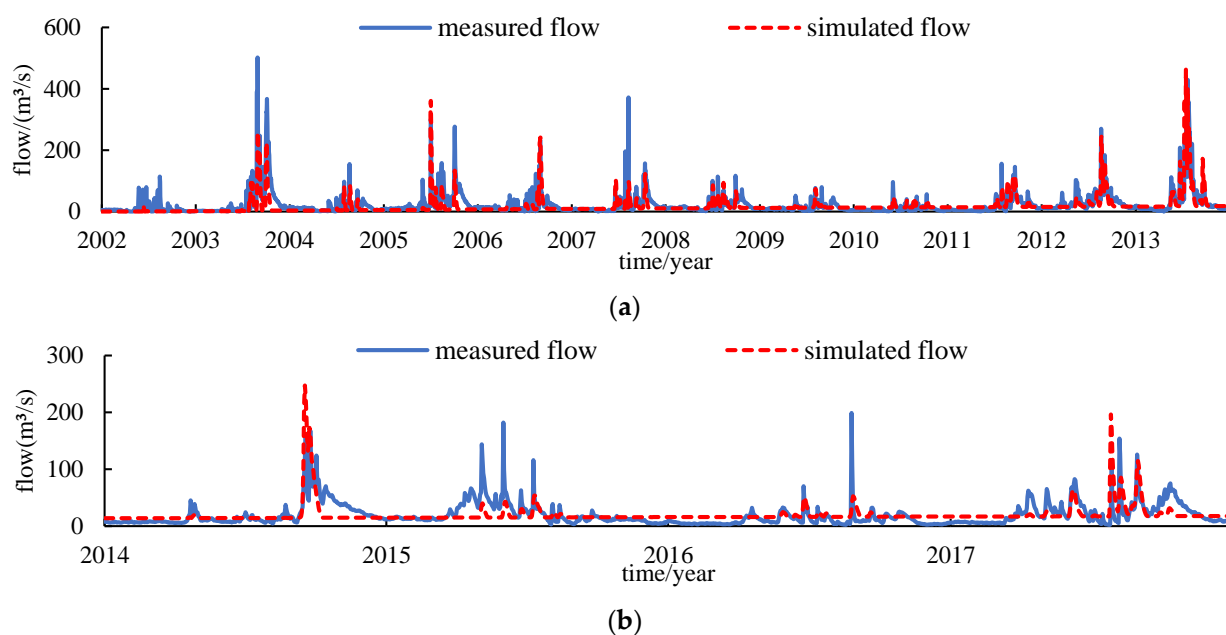 measured flow simulated flow
600
400
200
0
flow/(m³/s)
2002 2003 2004 2005 2006 2007 2008 2009 2010 2011 2012 2013
time/year
(a)
measured flow simulated flow
300
200
100
0
flow(m³/s)
2014 2015 2016 2017
time/year
(b)